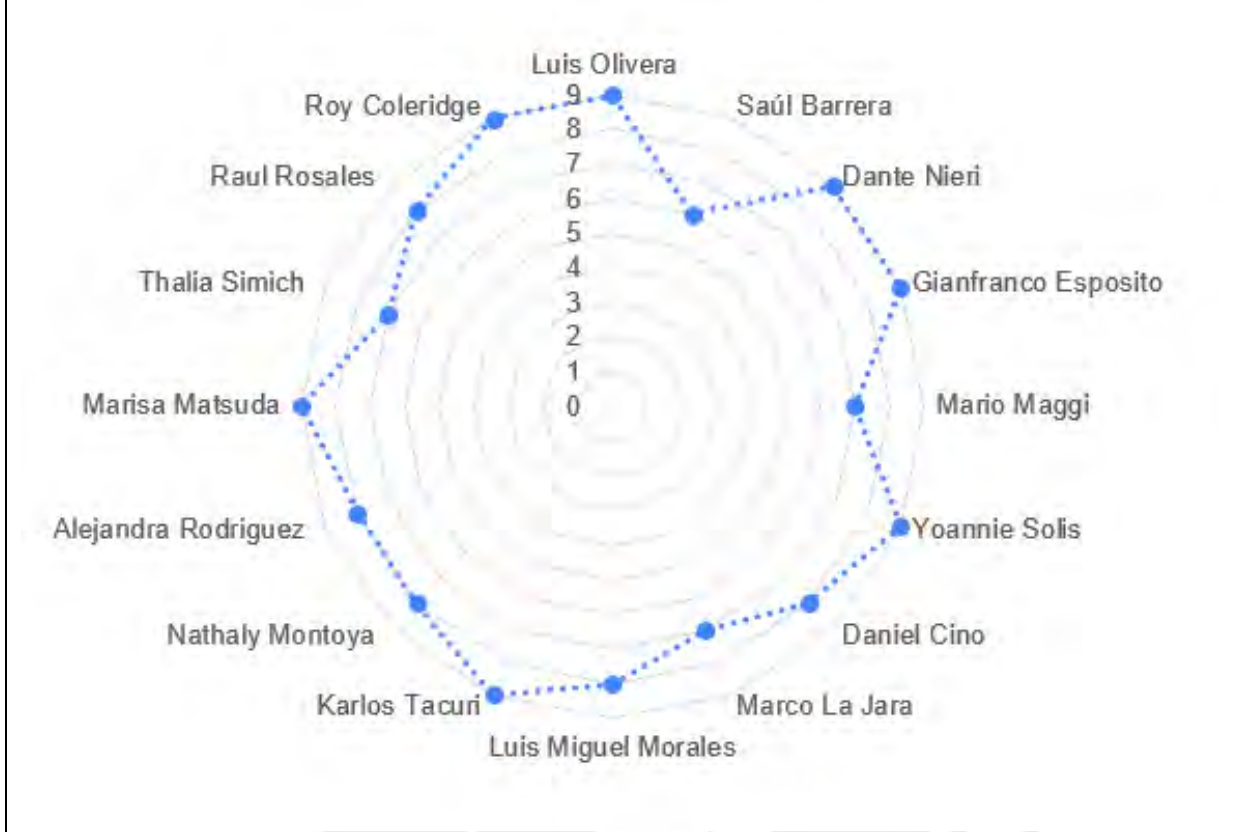 Luis Olivera
9
Roy Coleridge
Saúl Barrera
8
7
Raul Rosales
Dante Nieri
6
5
4
Thalia Simich
Gianfranco Esposito
3
2
1
Marisa Matsuda
0
Mario Maggi
Alejandra Rodriguez
Yoannie Solis
Nathaly Montoya
Daniel Cino
Karlos Tacuri
Marco La Jara
Luis Miguel Morales